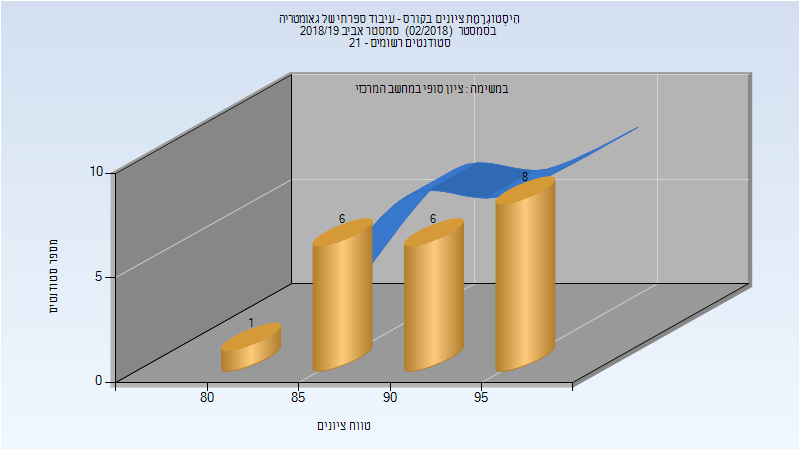 היסטוגרמת ציונים בקורס - עיבוד ספרתי של גאומטריה
בסמסטר (02/2018) סמסטר אביב 2018/19
סטודנטים רשומים - 21
במשימה : ציון סופי במחשב המרכזי
10
5
0
מספר סטודנטים
1
6
6
8
80
85
90
95
טווח ציונים